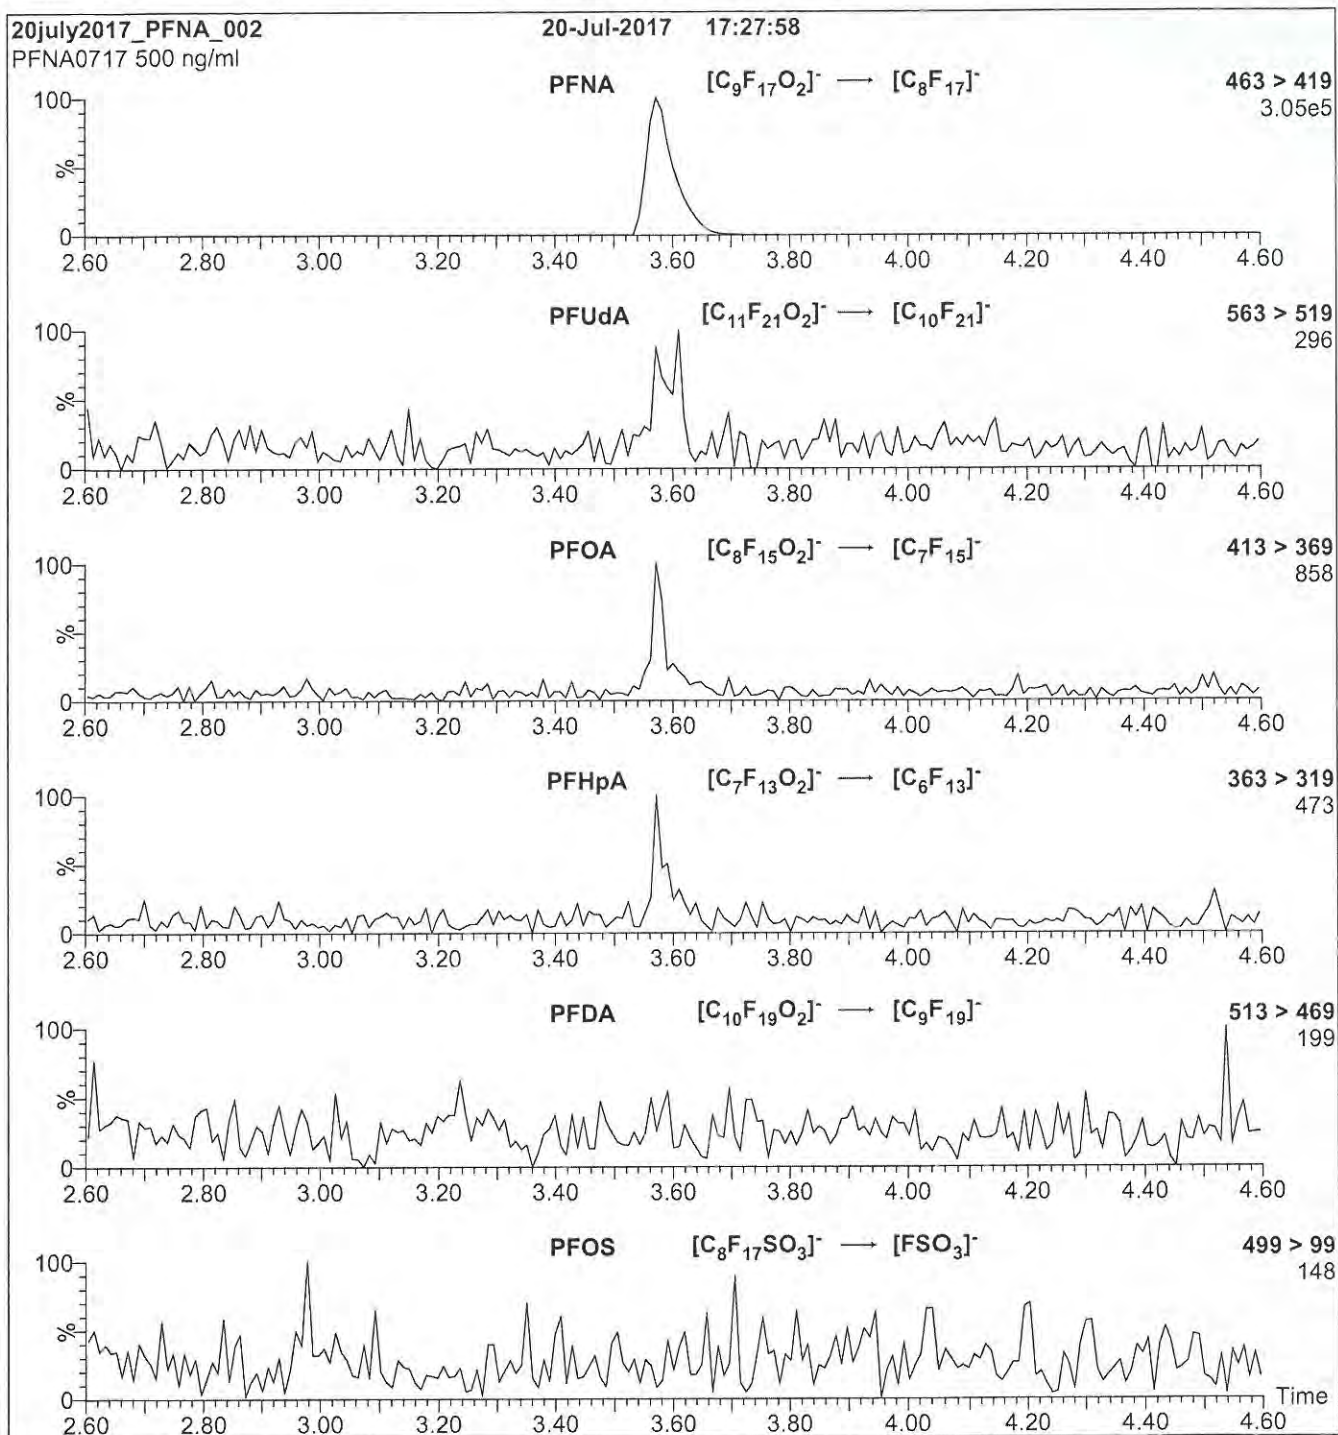 20july2017_PFNA_002 20-Jul-2017 17:27:58
PFNA0717 500 ng/ml
PFNA [C₉F₁₇O₂]⁻ → [C₈F₁₇]⁻ 463 > 419
3.05e5
100
%
0
2.60 2.80 3.00 3.20 3.40 3.60 3.80 4.00 4.20 4.40 4.60
PFUdA [C₁₁F₂₁O₂]⁻ → [C₁₀F₂₁]⁻ 563 > 519
296
100
%
0
2.60 2.80 3.00 3.20 3.40 3.60 3.80 4.00 4.20 4.40 4.60
PFOA [C₈F₁₅O₂]⁻ → [C₇F₁₅]⁻ 413 > 369
858
100
%
0
2.60 2.80 3.00 3.20 3.40 3.60 3.80 4.00 4.20 4.40 4.60
PFHpA [C₇F₁₃O₂]⁻ → [C₆F₁₃]⁻ 363 > 319
473
100
%
0
2.60 2.80 3.00 3.20 3.40 3.60 3.80 4.00 4.20 4.40 4.60
PFDA [C₁₀F₁₉O₂]⁻ → [C₉F₁₉]⁻ 513 > 469
199
100
%
0
2.60 2.80 3.00 3.20 3.40 3.60 3.80 4.00 4.20 4.40 4.60
PFOS [C₈F₁₇SO₃]⁻ → [FSO₃]⁻ 499 > 99
148
100
%
0
Time
2.60 2.80 3.00 3.20 3.40 3.60 3.80 4.00 4.20 4.40 4.60